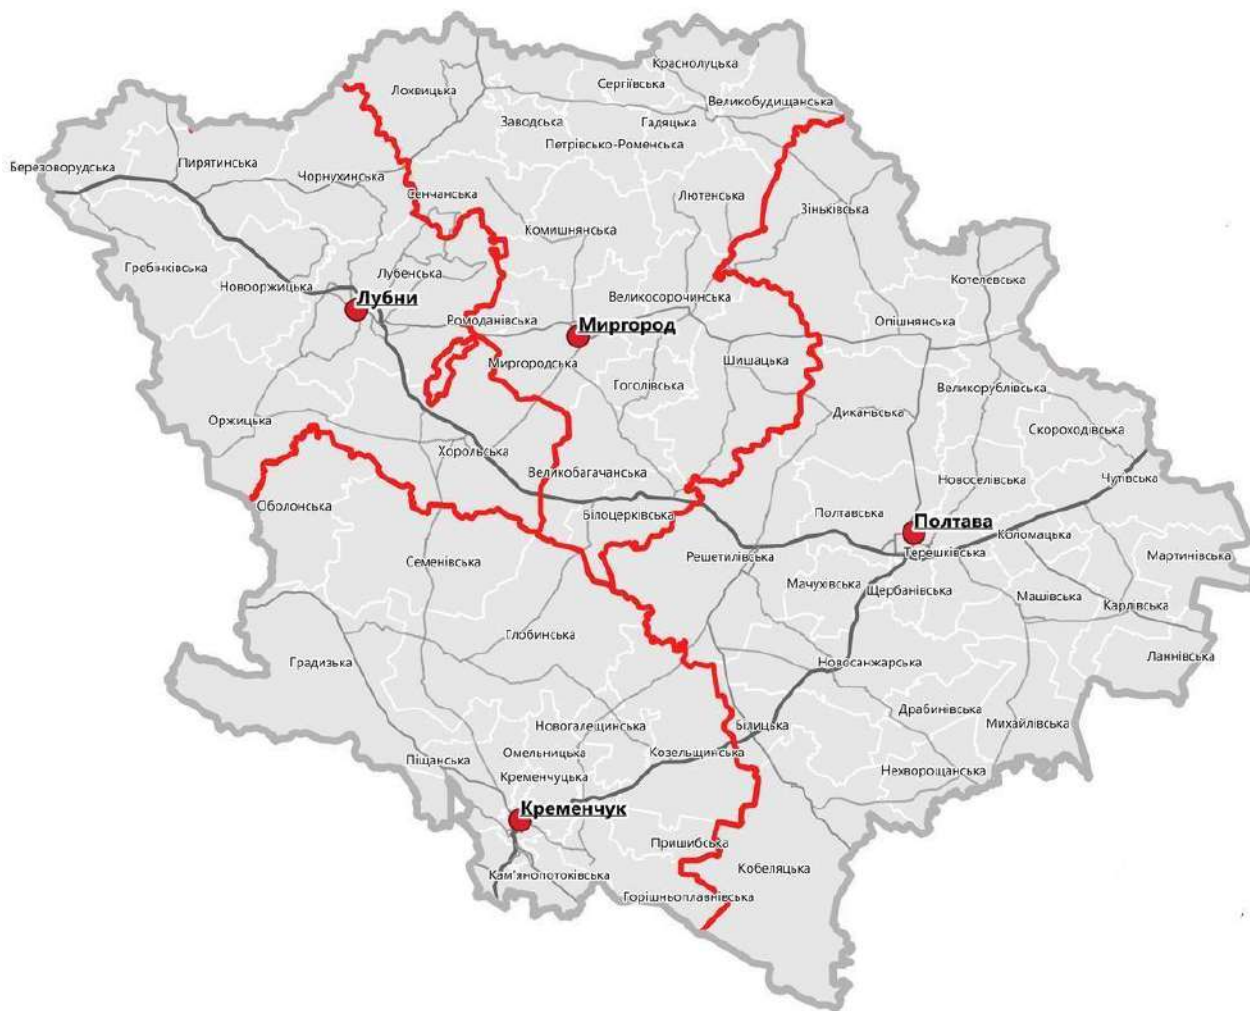 Краснолуцька
Сергіївська
Лохвицька
Великобудищанська
Заводська
Гадяцька
Петрівсько-Роменська
Пирятинська
Березоворудська
Чорнухинська
Сенчанська
Лютенська
Зіньківська
Комишнянська
Гребінківська
Лубенська
Новооржицька
Котелевська
Лубни
Великосорочинська
Ромоданівська
Миргород
Опішнянська
Миргородська
Шишацька
Гоголівська
Великорублівська
Диканьська
Оржицька
Скороходівська
Хорольська
Великобагачанська
Новоселівська
Чутівська
Оболонська
Білоцерківська
Полтавська
Полтава
Коломацька
Терешківська
Мартинівська
Семенівська
Решетилівська
Мачухівська
Щербанівська
Машівська
Карлівська
Глобинська
Ланнівська
Градизька
Новосанжарська
Драбинівська
Михайлівська
Новогалещинська
Білицька
Омельницька
Козельщинська
Піщанська
Кременчуцька
Нехворощанська
Кременчук
Пришибська
Кобеляцька
Кам'янопотоківська
Горішньоплавнівська